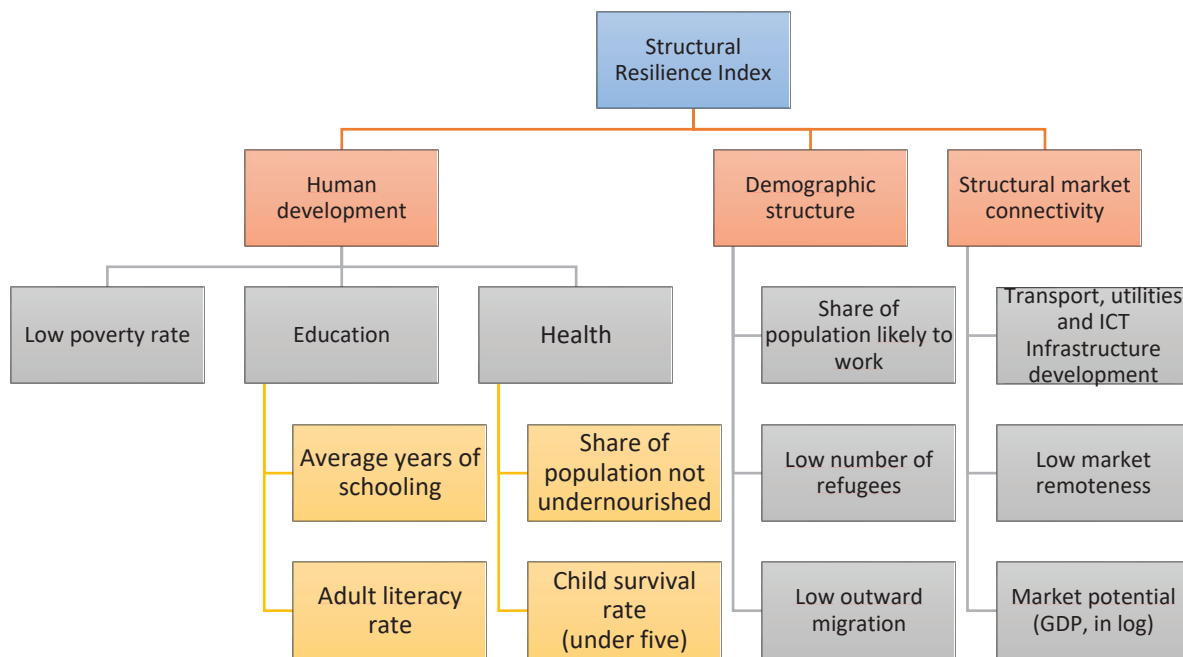 Structural
Resilience Index
Human
development
Demographic
structure
Structural market
connectivity
Low poverty rate
Education
Health
Share of
population likely to
work
Transport, utilities
and ICT
Infrastructure
development
Average years of
schooling
Share of
population not
undernourished
Low number of
refugees
Low market
remoteness
Adult literacy
rate
Child survival
rate
(under five)
Low outward
migration
Market potential
(GDP, in log)